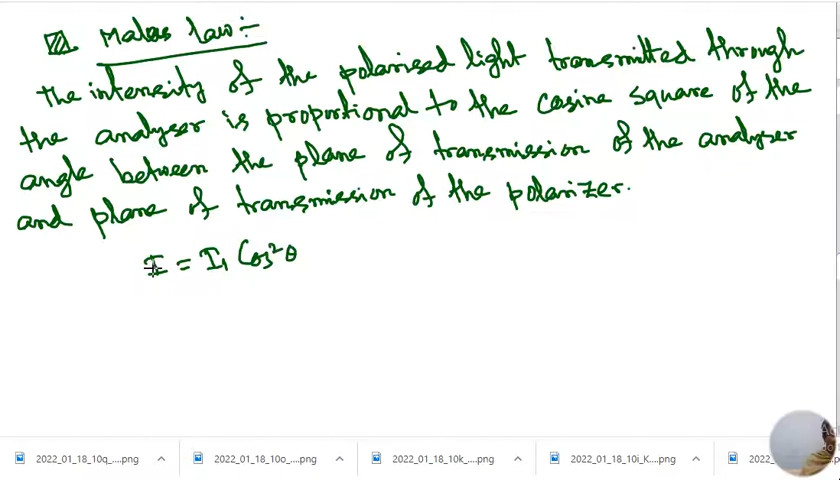 Malus law:-
the intensity of the polarised light transmitted through
the analyser is proportional to the cosine square of the
angle between the plane of transmission of the analyser
and plane of transmission of the polarizer.
I = I₁ Cos²θ
2022_01_18_10q_....png 2022_01_18_10o_....png 2022_01_18_10k_....png 2022_01_18_10i_K....png 2022_01_18_